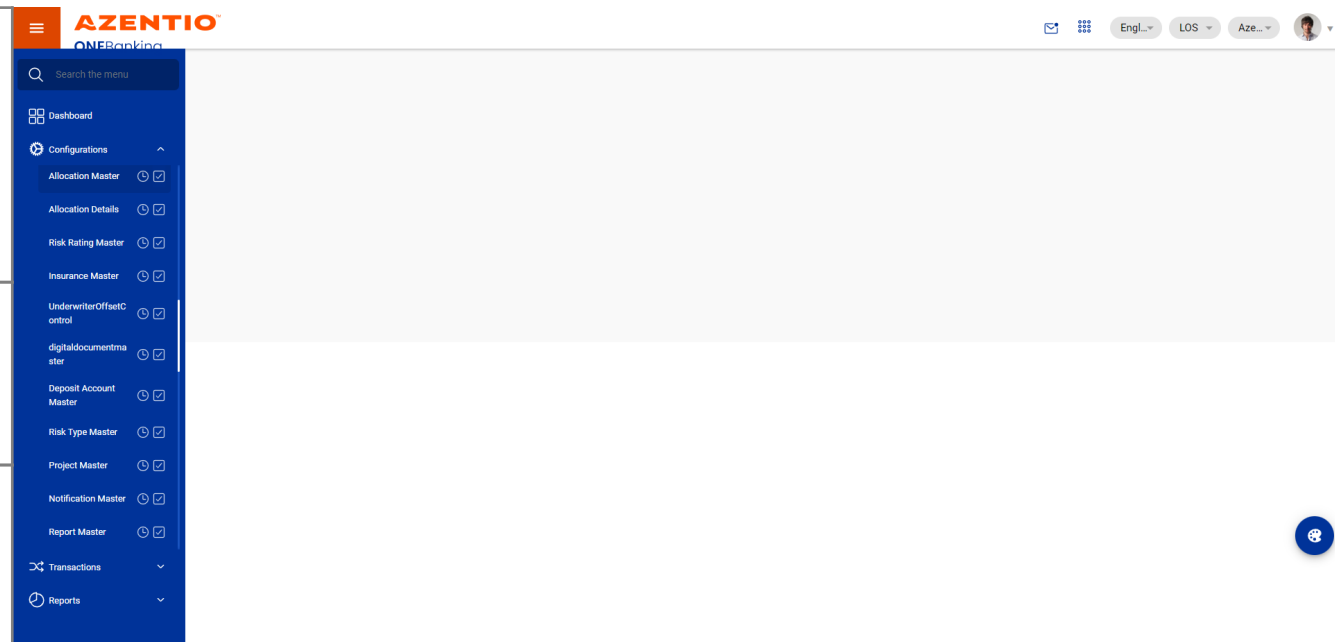 AZENTIO™
ONEBanking
Engl...
LOS
Aze...
Search the menu
Dashboard
Configurations
Allocation Master
Allocation Details
Risk Rating Master
Insurance Master
UnderwriterOffsetC
ontrol
digitaldocumentma
ster
Deposit Account
Master
Risk Type Master
Project Master
Notification Master
Report Master
Transactions
Reports